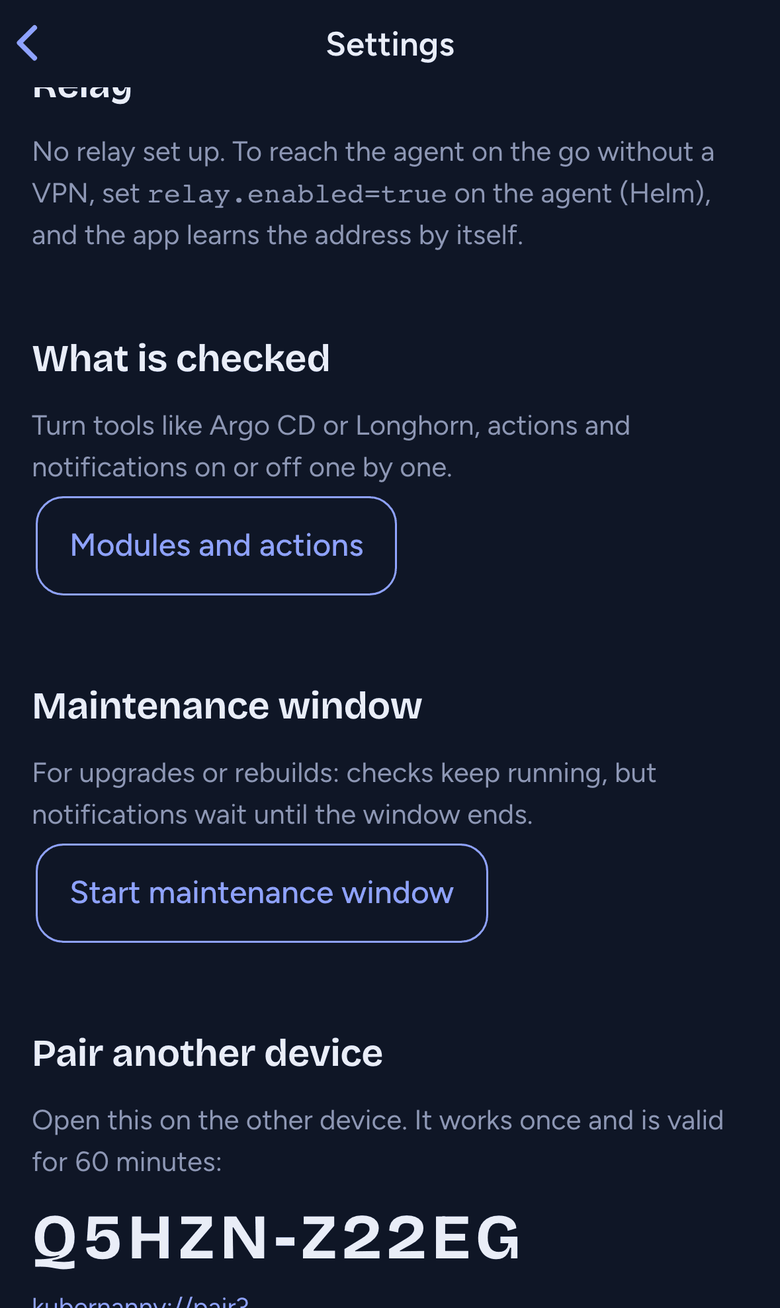 Settings
Relay
No relay set up. To reach the agent on the go without a
VPN, set relay.enabled=true on the agent (Helm),
and the app learns the address by itself.
What is checked
Turn tools like Argo CD or Longhorn, actions and
notifications on or off one by one.
Modules and actions
Maintenance window
For upgrades or rebuilds: checks keep running, but
notifications wait until the window ends.
Start maintenance window
Pair another device
Open this on the other device. It works once and is valid
for 60 minutes:
Q5HZN-Z22EG
kubernanny://pair?